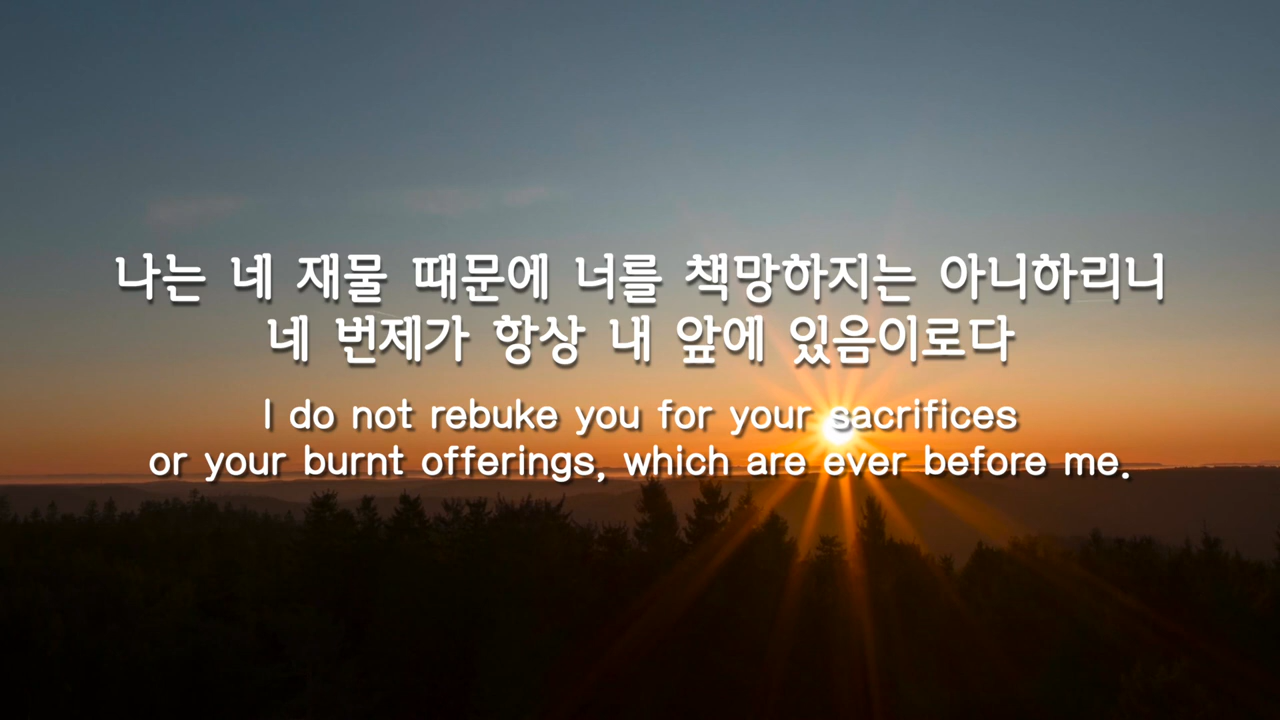 나는 네 재물 때문에 너를 책망하지는 아니하리니
네 번제가 항상 내 앞에 있음이로다
I do not rebuke you for your sacrifices
or your burnt offerings, which are ever before me.